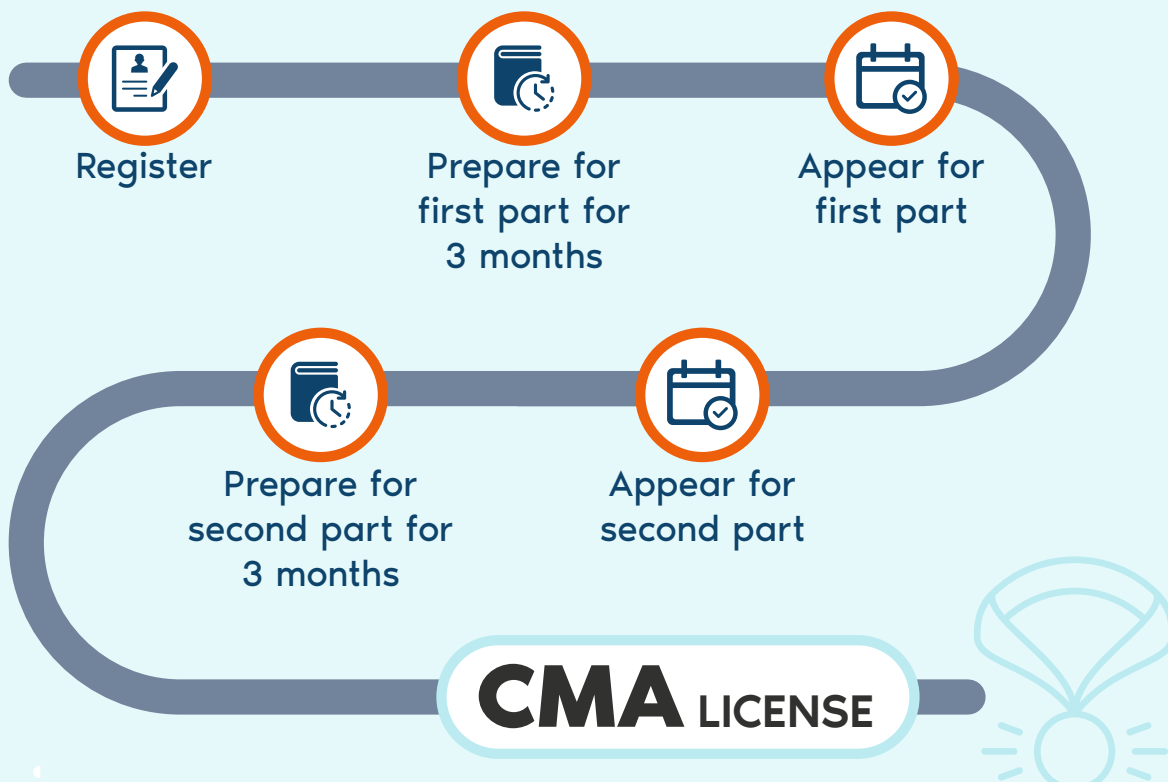 Register
Prepare for
first part for
3 months
Appear for
first part
Prepare for
second part for
3 months
Appear for
second part
CMA LICENSE